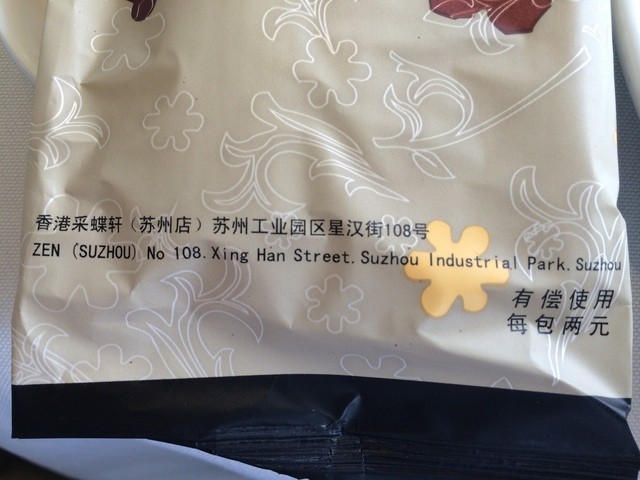 香港采蝶轩（苏州店）苏州工业园区星汉街108号
ZEN (SUZHOU) No 108.Xing Han Street.Suzhou Industrial Park.Suzhou
有偿使用
每包两元